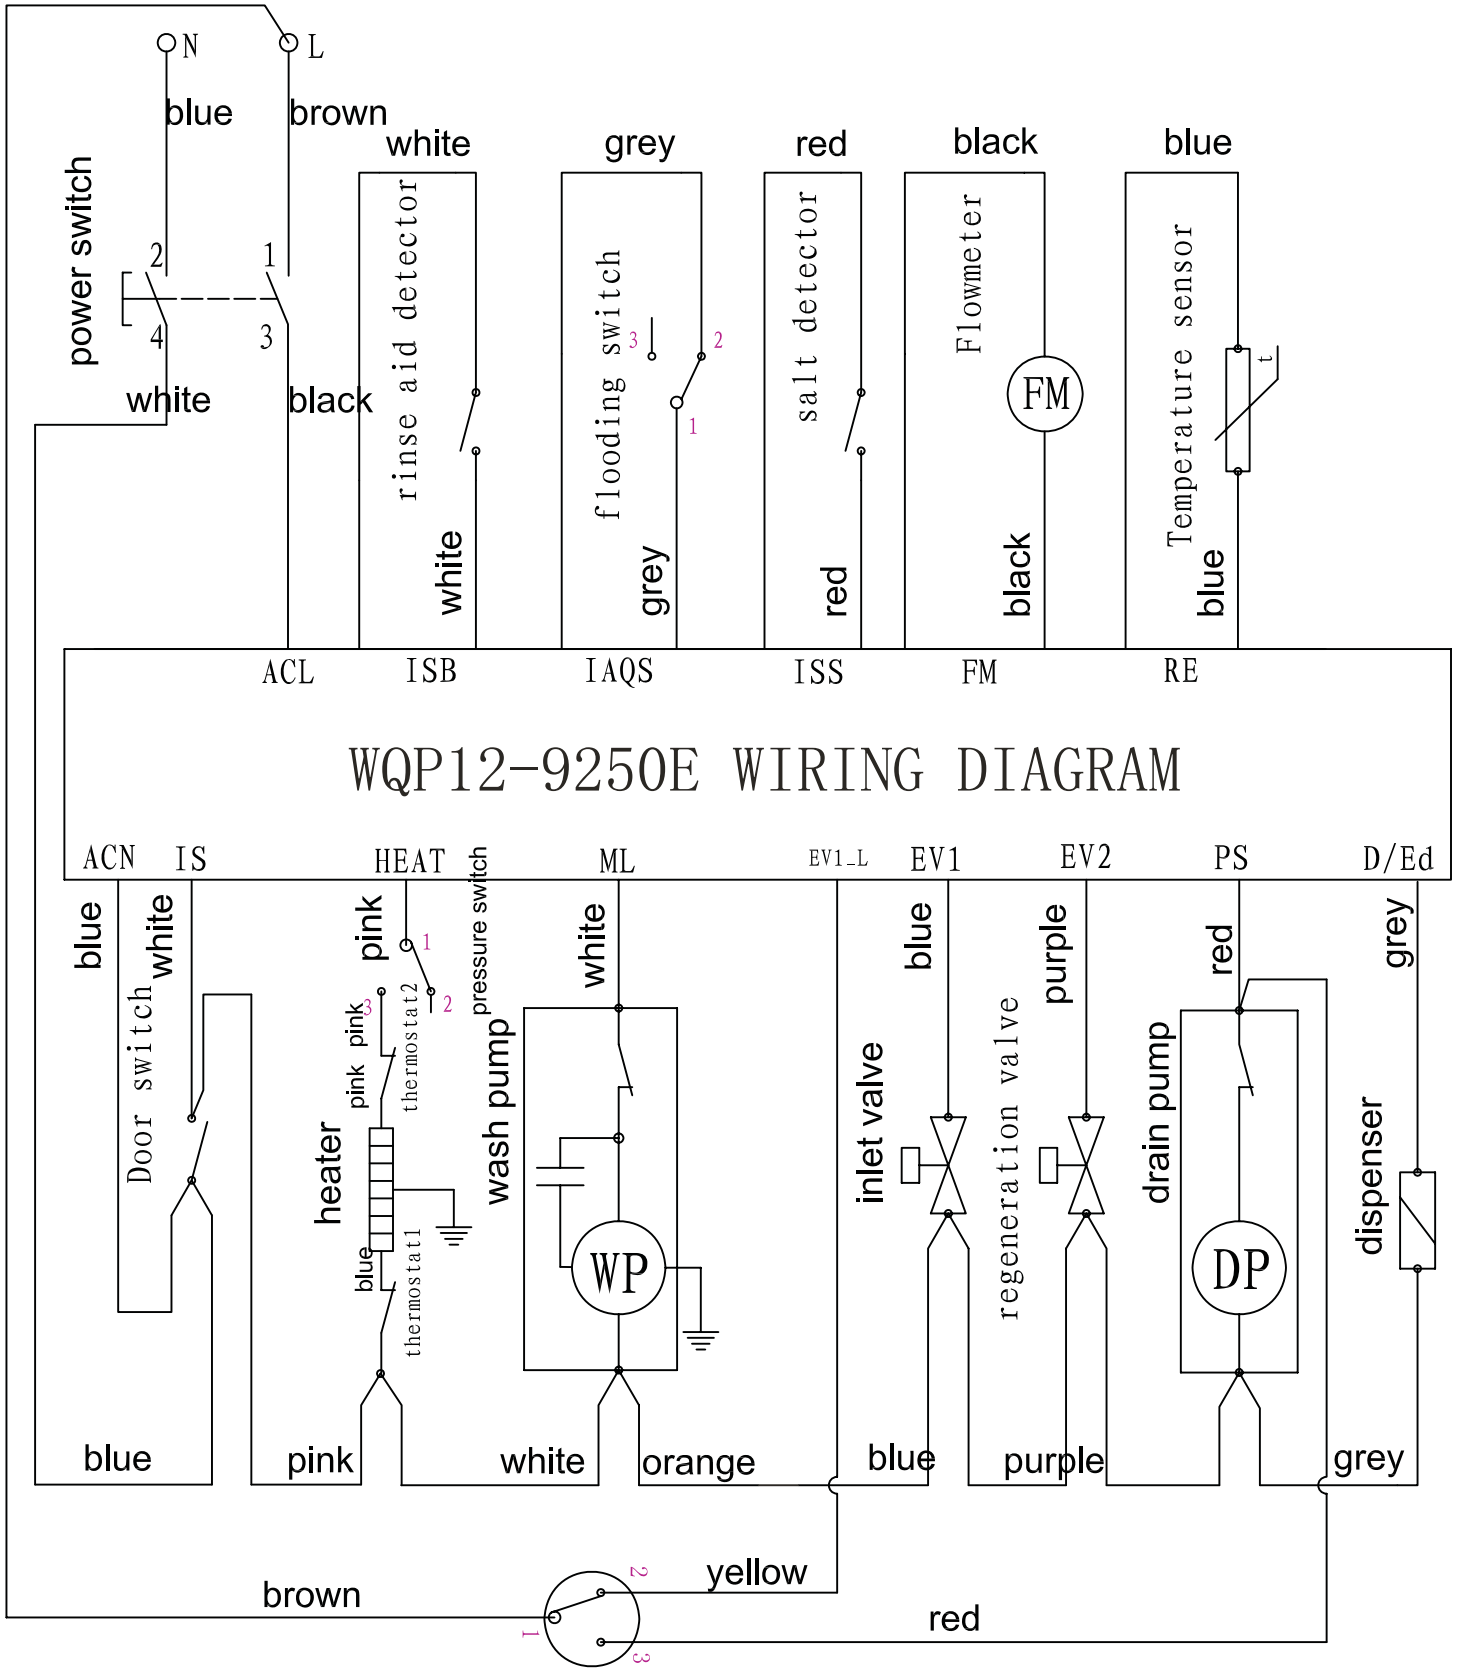 N
L
blue
brown
white
grey
red
black
blue
power switch
2
1
4
3
white
black
rinse aid detector
flooding switch
3
2
1
salt detector
Flowmeter
FM
Temperature sensor
t
white
grey
red
black
blue
ACL
ISB
IAQS
ISS
FM
RE
WQP12-9250E WIRING DIAGRAM
ACN
IS
HEAT
ML
EV1_L
EV1
EV2
PS
D/Ed
blue
white
pink
1
2
3
pressure switch
white
blue
purple
red
grey
Door switch
pink
pink
thermostat2
heater
blue
thermostat1
wash pump
WP
inlet valve
regeneration valve
drain pump
DP
dispenser
blue
pink
white
orange
blue
purple
grey
brown
1
2
3
yellow
red